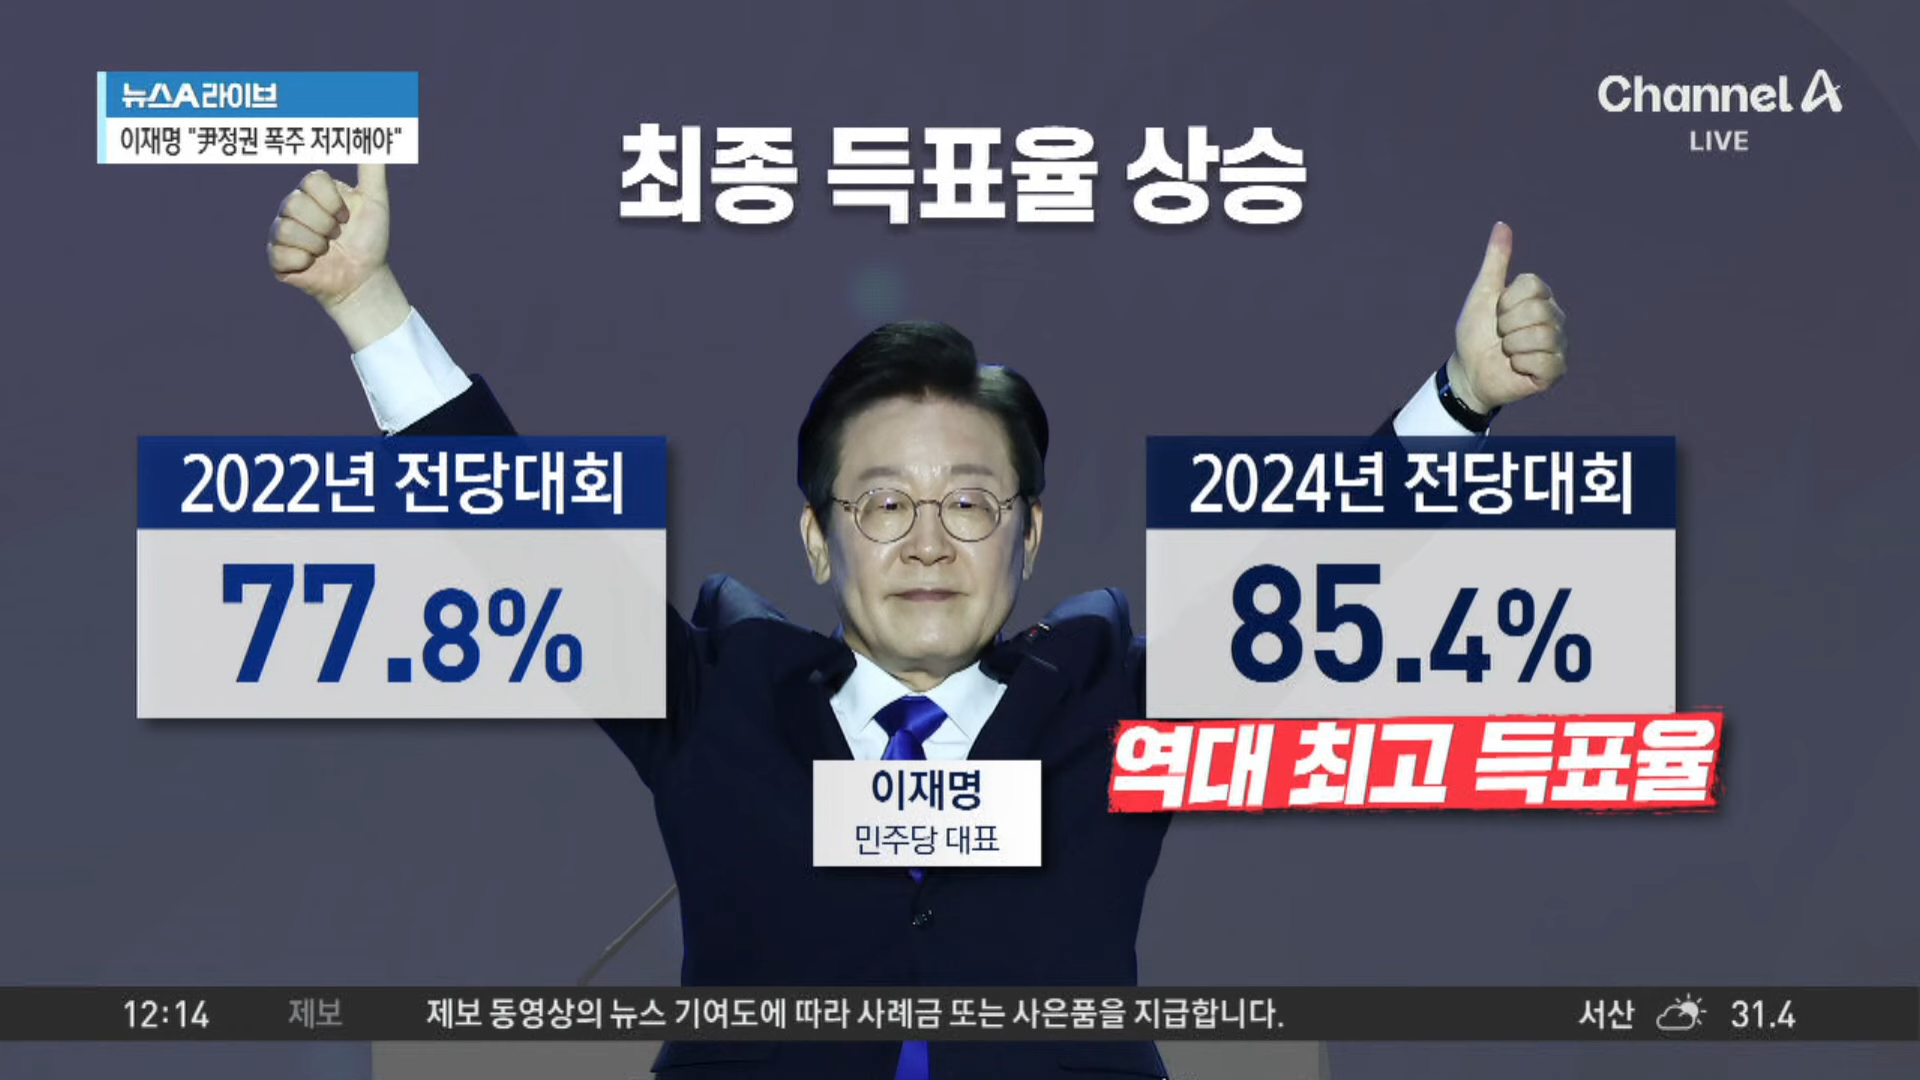 뉴스A라이브
이재명 "尹정권 폭주 저지해야"
Channel A
LIVE
최종 득표율 상승
2022년 전당대회
77.8%
2024년 전당대회
85.4%
역대 최고 득표율
이재명
민주당 대표
12:14 제보 제보 동영상의 뉴스 기여도에 따라 사례금 또는 사은품을 지급합니다. 서산 31.4